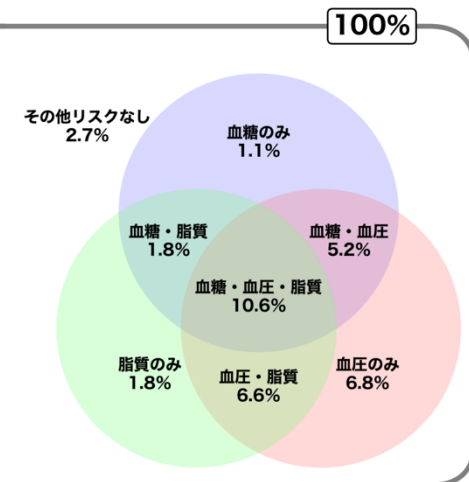 100%
その他リスクなし
2.7%
血糖のみ
1.1%
血糖・脂質
1.8%
血糖・血圧
5.2%
血糖・血圧・脂質
10.6%
脂質のみ
1.8%
血圧・脂質
6.6%
血圧のみ
6.8%